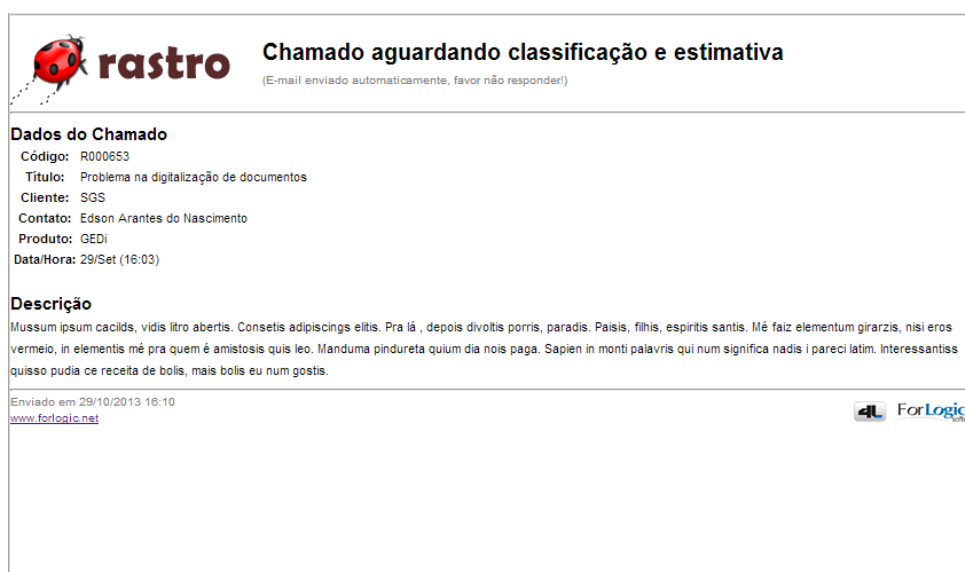 rastro
Chamado aguardando classificação e estimativa
(E-mail enviado automaticamente, favor não responder!)
Dados do Chamado
Código: R000653
Título: Problema na digitalização de documentos
Cliente: SGS
Contato: Edson Arantes do Nascimento
Produto: GEDi
Data/Hora: 29/Set (16:03)
Descrição
Mussum ipsum cacilds, vidis litro abertis. Consetis adipiscings elitis. Pra lá , depois divoltis porris, paradis. Paisis, filhis, espiritis santis. Mé faiz elementum girarzis, nisi eros
vermeio, in elementis mé pra quem é amistosis quis leo. Manduma pindureta quium dia nois paga. Sapien in monti palavris qui num significa nadis i pareci latim. Interessantiss
quisso pudia ce receita de bolis, mais bolis eu num gostis.
Enviado em 29/10/2013 16:10
www.forlogic.net
4L ForLogic